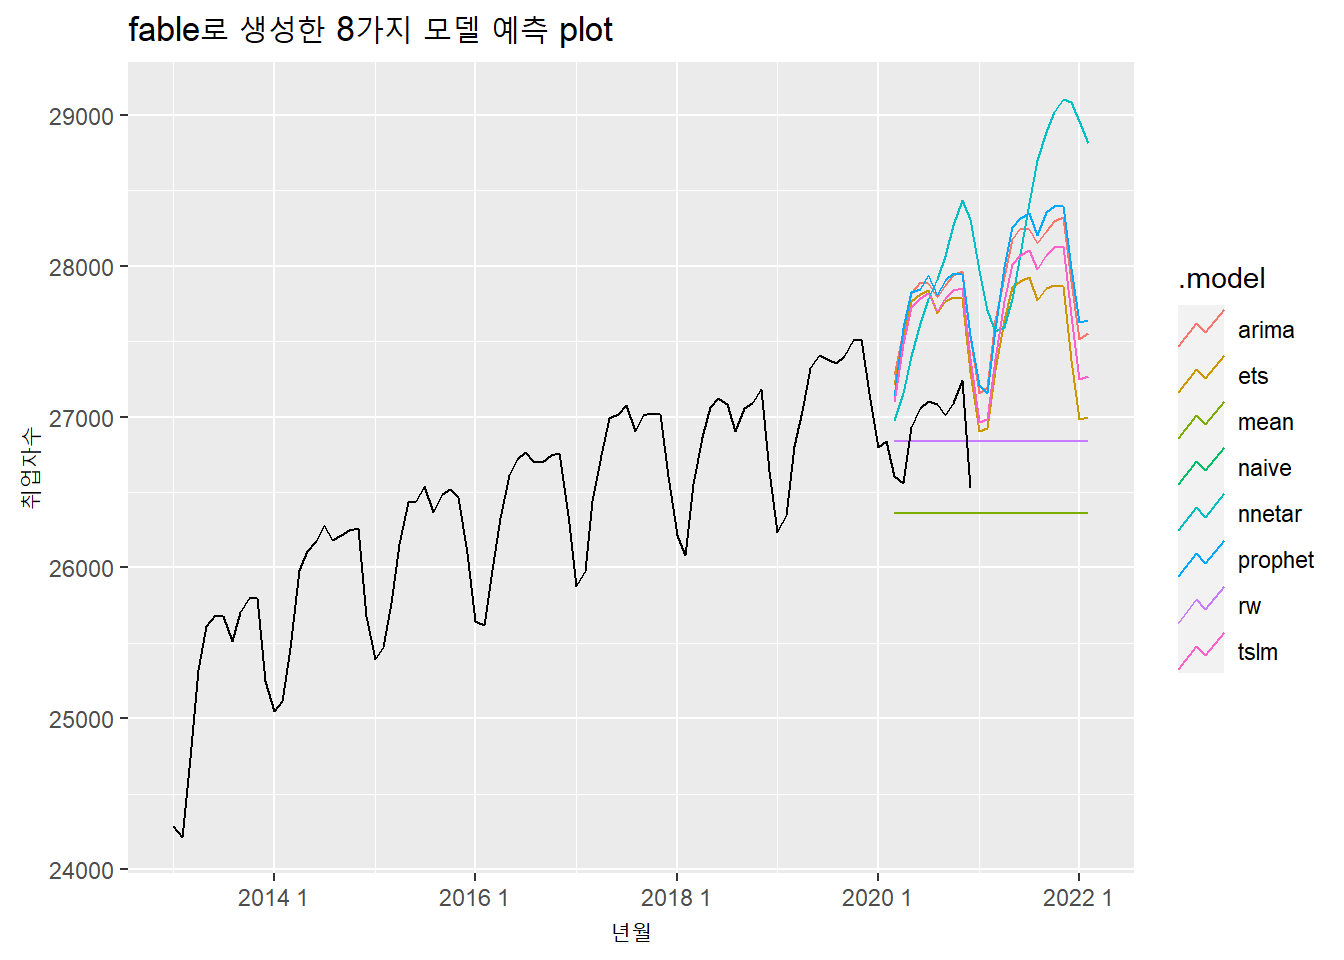 fable로 생성한 8가지 모델 예측 plot
29000
28000
27000
26000
25000
24000
취업자수
2014 1
2016 1
2018 1
2020 1
2022 1
년월
.model
arima
ets
mean
naive
nnetar
prophet
rw
tslm